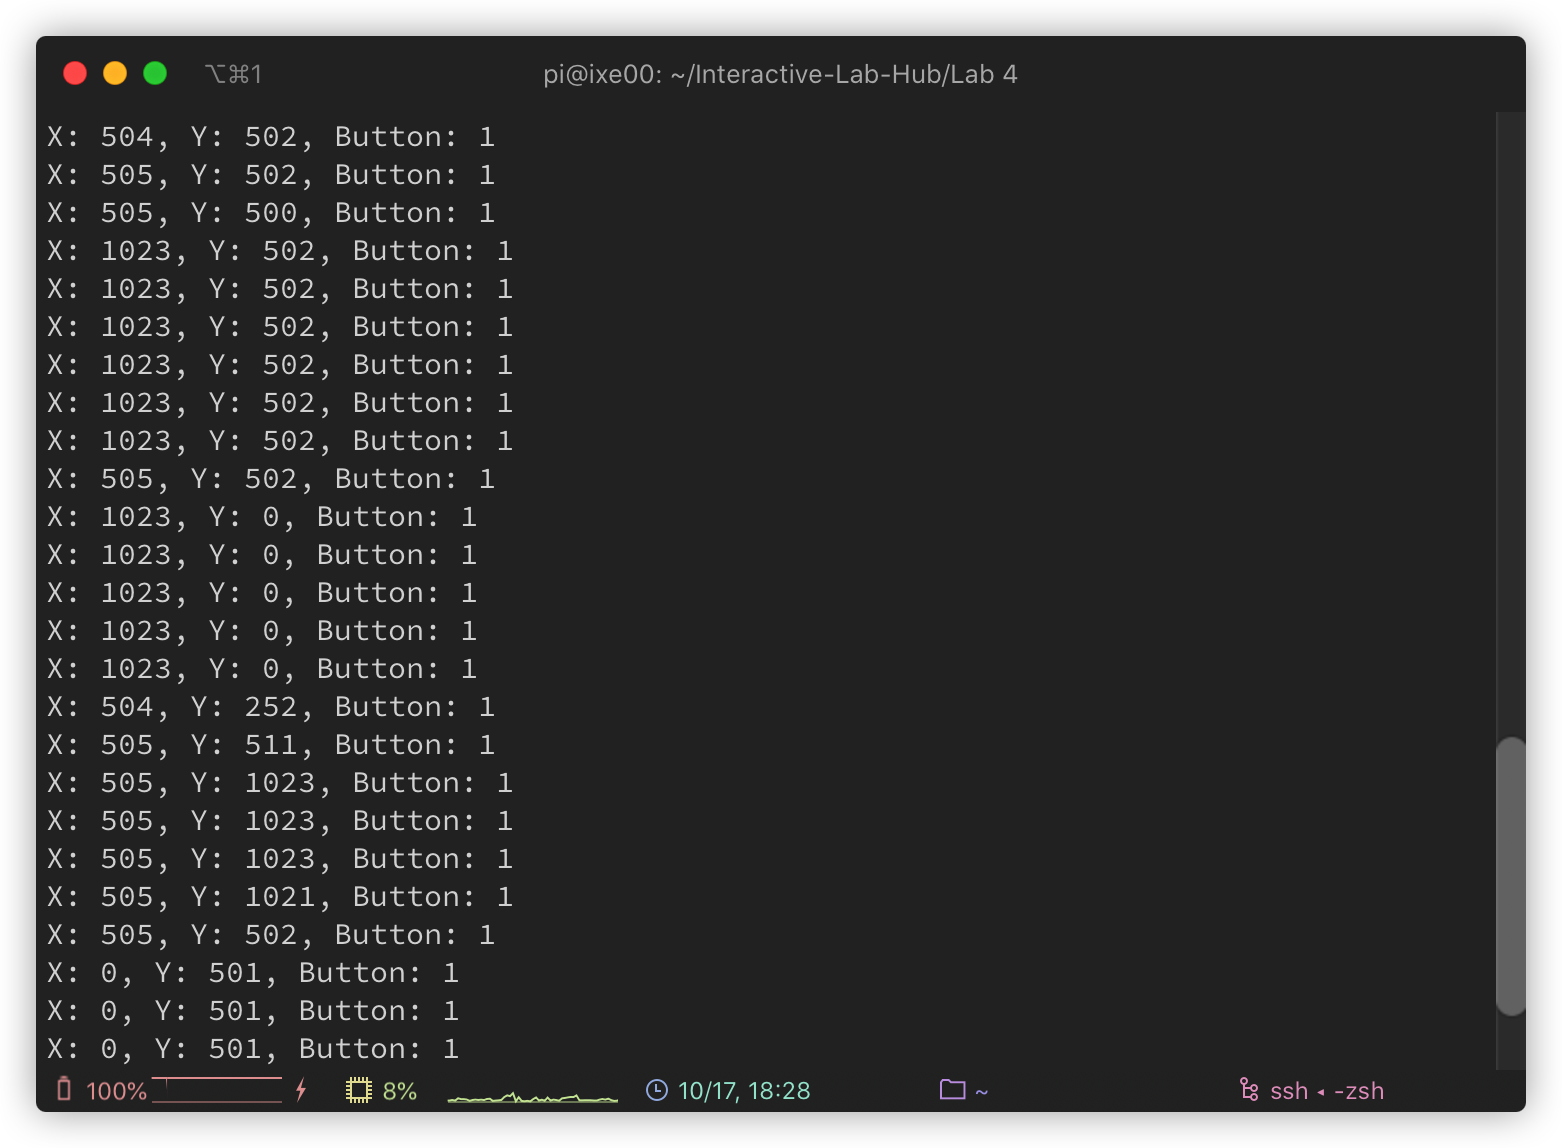 ⌥⌘1 pi@ixe00: ~/Interactive-Lab-Hub/Lab 4
X: 504, Y: 502, Button: 1
X: 505, Y: 502, Button: 1
X: 505, Y: 500, Button: 1
X: 1023, Y: 502, Button: 1
X: 1023, Y: 502, Button: 1
X: 1023, Y: 502, Button: 1
X: 1023, Y: 502, Button: 1
X: 1023, Y: 502, Button: 1
X: 1023, Y: 502, Button: 1
X: 505, Y: 502, Button: 1
X: 1023, Y: 0, Button: 1
X: 1023, Y: 0, Button: 1
X: 1023, Y: 0, Button: 1
X: 1023, Y: 0, Button: 1
X: 1023, Y: 0, Button: 1
X: 504, Y: 252, Button: 1
X: 505, Y: 511, Button: 1
X: 505, Y: 1023, Button: 1
X: 505, Y: 1023, Button: 1
X: 505, Y: 1023, Button: 1
X: 505, Y: 1021, Button: 1
X: 505, Y: 502, Button: 1
X: 0, Y: 501, Button: 1
X: 0, Y: 501, Button: 1
X: 0, Y: 501, Button: 1
100% 8% 10/17, 18:28 ~ ssh ◂ -zsh